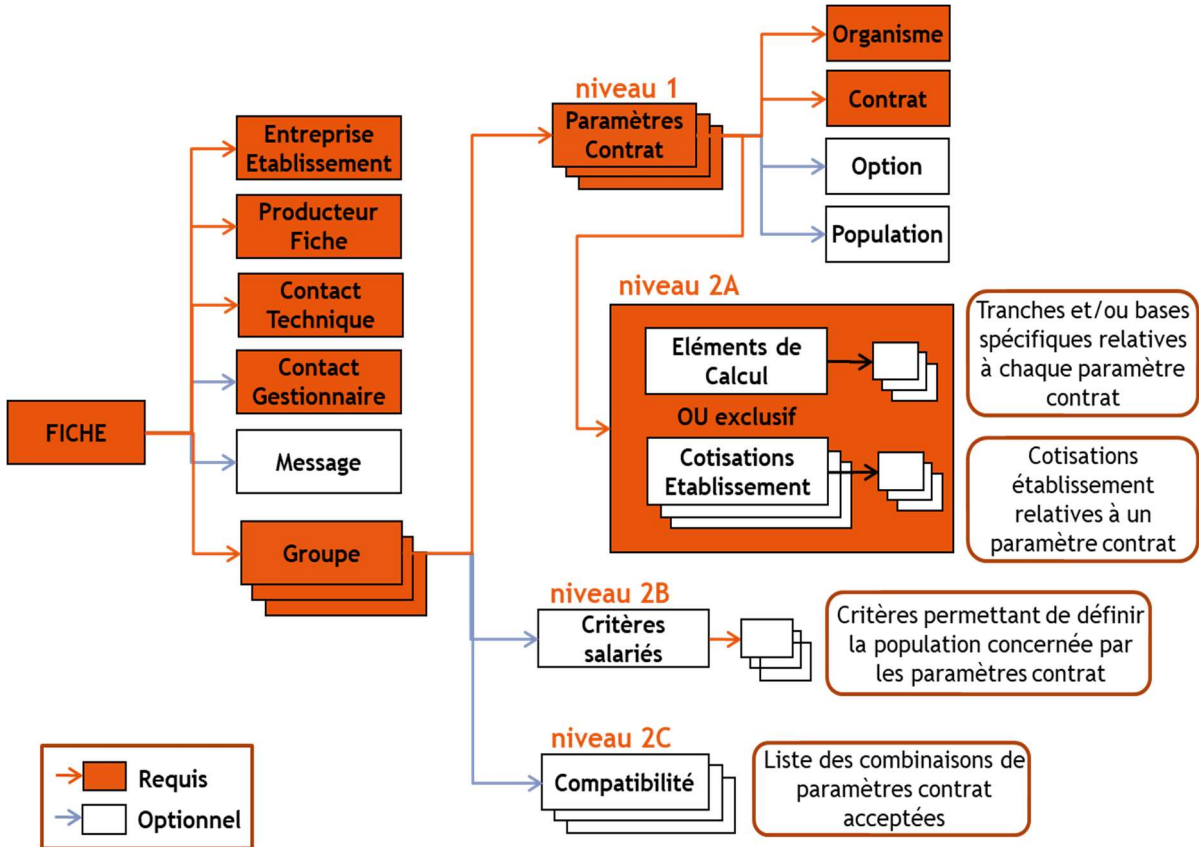 Organisme
niveau 1
Paramètres
Contrat
Contrat
Entreprise
Etablissement
Option
Producteur
Fiche
Population
Contact
Technique
niveau 2A
Tranches et/ou bases
spécifiques relatives
à chaque paramètre
contrat
Eléments de
Calcul
Contact
Gestionnaire
OU exclusif
FICHE
Message
Cotisations
Etablissement
Cotisations
établissement
relatives à un
paramètre contrat
Groupe
niveau 2B
Critères
salariés
Critères permettant de définir
la population concernée par
les paramètres contrat
niveau 2C
Compatibilité
Liste des combinaisons de
paramètres contrat
acceptées
Requis
Optionnel